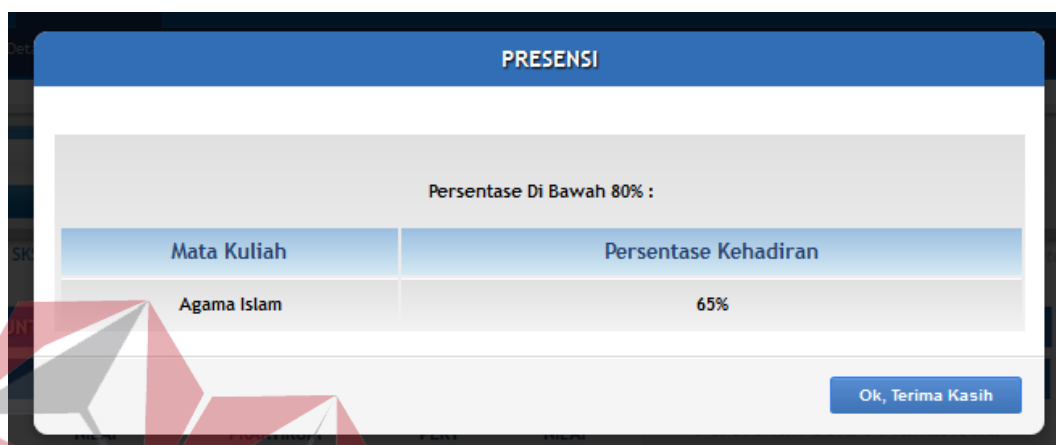 PRESENSI
Persentase Di Bawah 80% :
Mata Kuliah Persentase Kehadiran
Agama Islam 65%
Ok, Terima Kasih